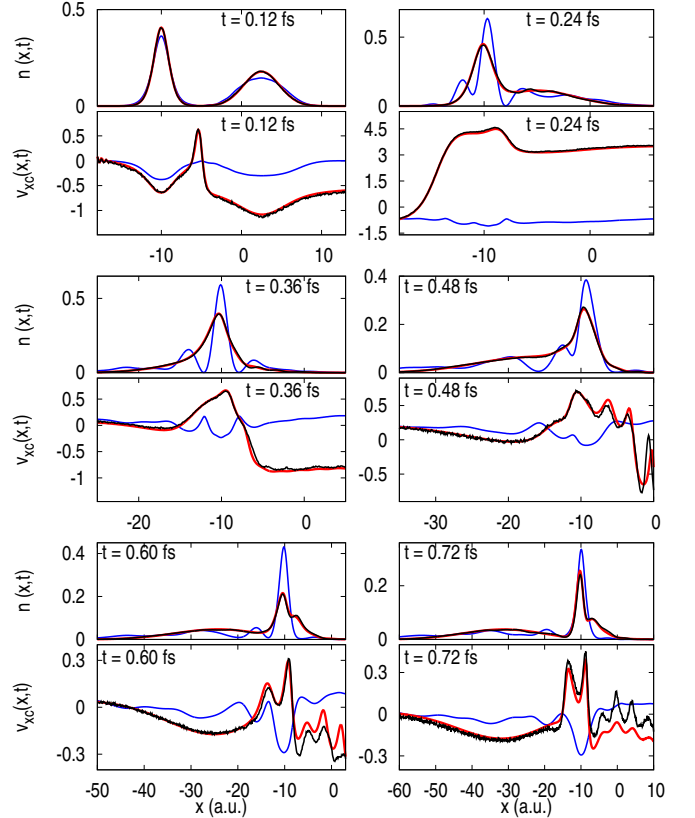 n (x,t)
0.5
0
t = 0.12 fs
0.5
0
t = 0.24 fs
v_xc(x,t)
0.5
0
-0.5
-1
t = 0.12 fs
-10 0 10
4.5
3
1.5
0
-1.5
t = 0.24 fs
-10 0
n (x,t)
0.5
0
t = 0.36 fs
0.4
0.2
0
t = 0.48 fs
v_xc(x,t)
0.5
0
-0.5
-1
t = 0.36 fs
-20 -10 0
0.5
0
-0.5
t = 0.48 fs
-30 -20 -10 0
n (x,t)
0.4
0.2
0
t = 0.60 fs
0.2
0
t = 0.72 fs
v_xc(x,t)
0.3
0
-0.3
t = 0.60 fs
-50 -40 -30 -20 -10 0
x (a.u.)
0.3
0
-0.3
t = 0.72 fs
-60 -50 -40 -30 -20 -10 0 10
x (a.u.)